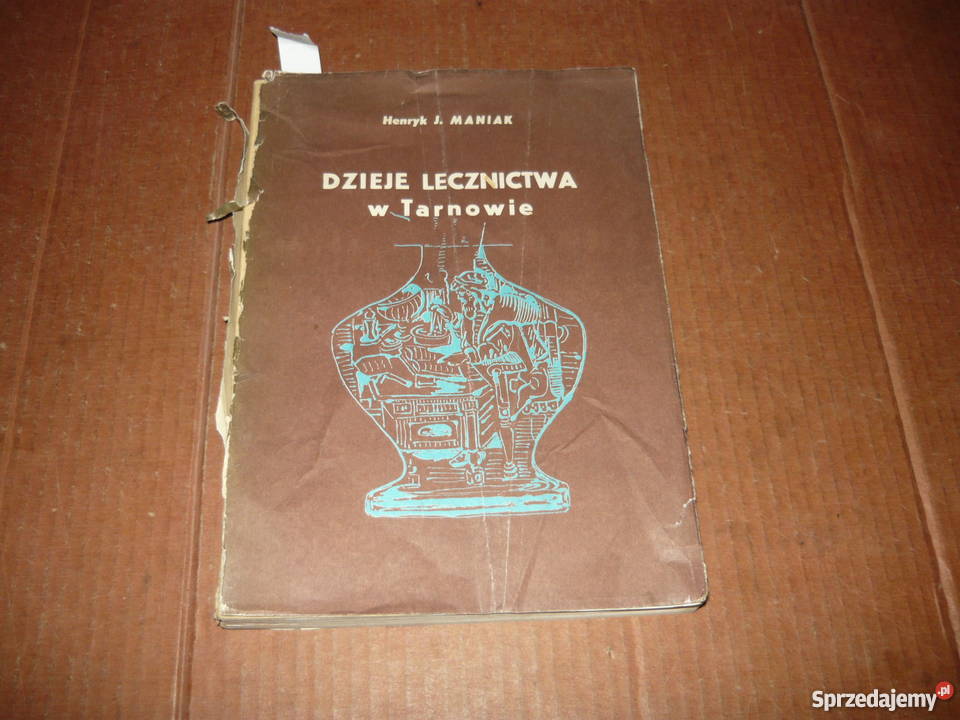 Henryk J. MANIAK
DZIEJE LECZNICTWA
w Tarnowie
Sprzedajemy.pl